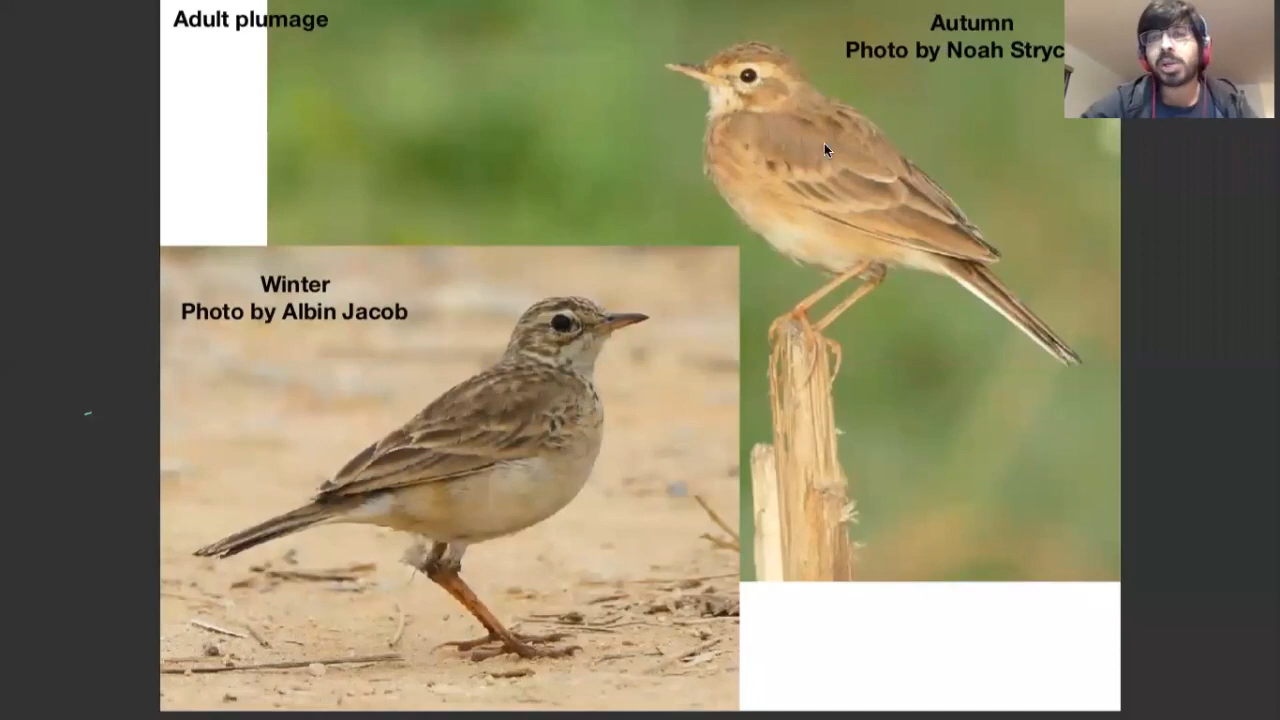 Adult plumage
Autumn
Photo by Noah Stryc
Winter
Photo by Albin Jacob